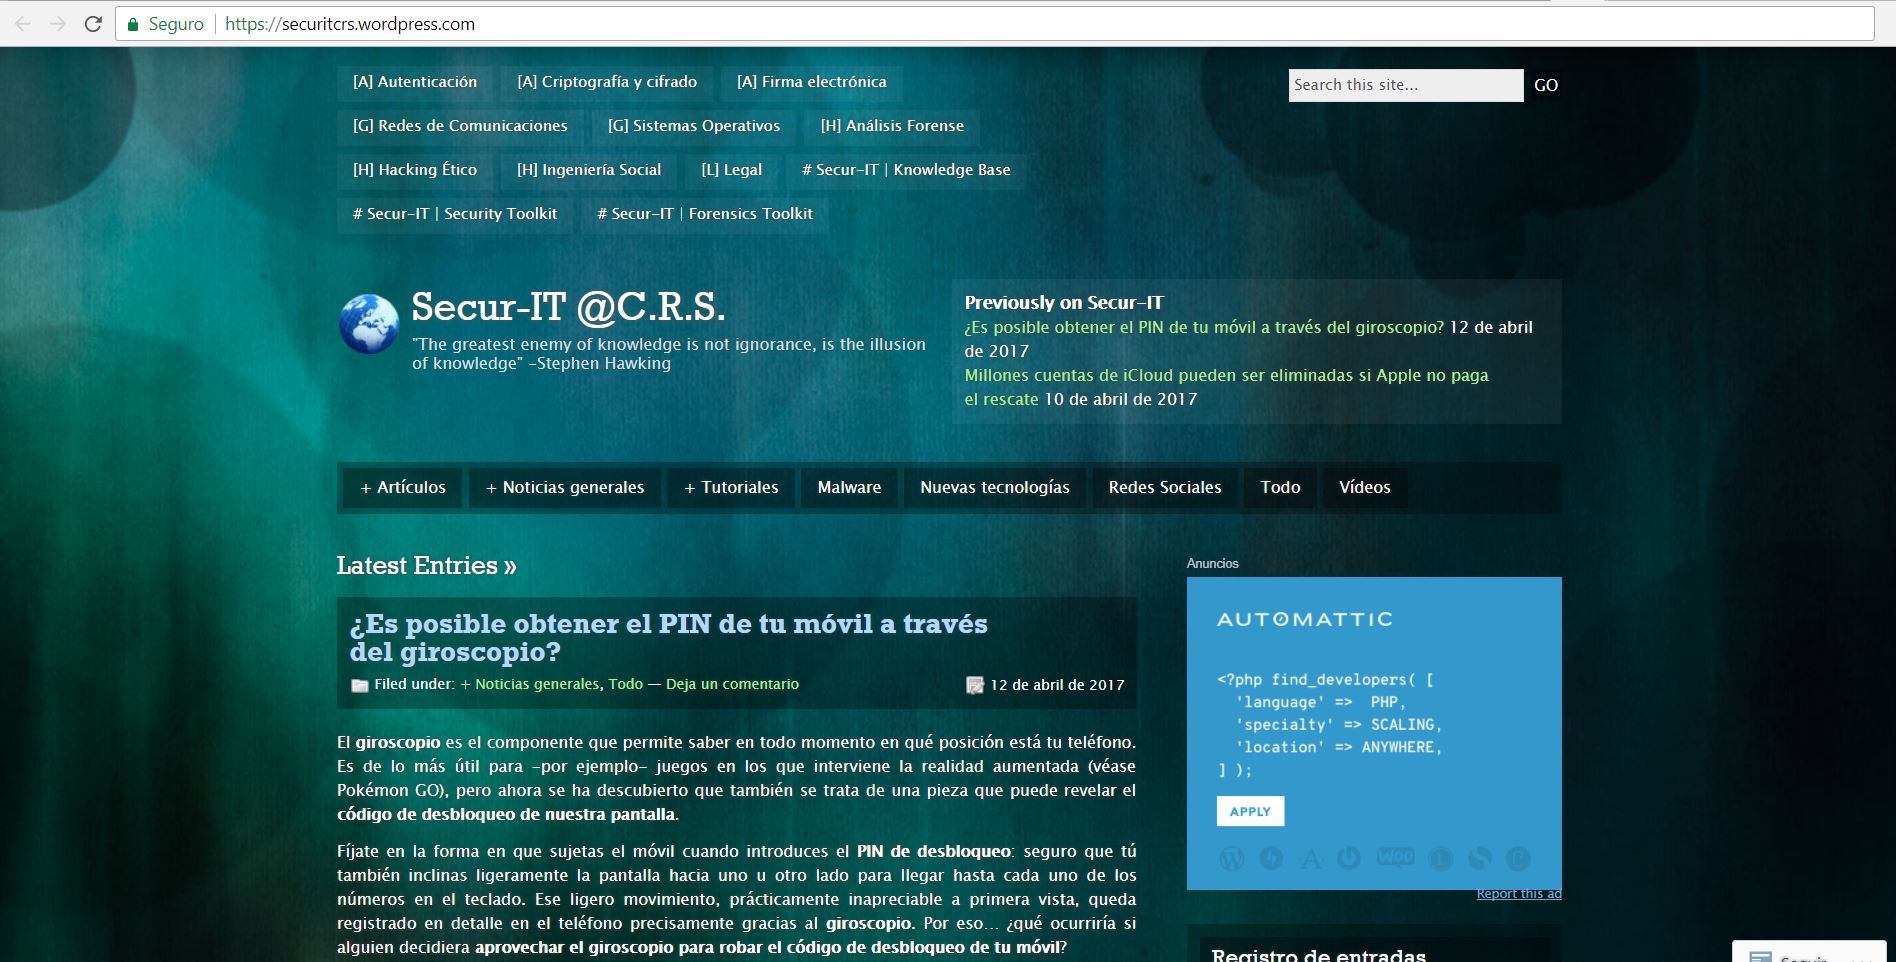 Seguro | https://securitcrs.wordpress.com
[A] Autenticación [A] Criptografía y cifrado [A] Firma electrónica
Search this site... GO
[G] Redes de Comunicaciones [G] Sistemas Operativos [H] Análisis Forense
[H] Hacking Ético [H] Ingeniería Social [L] Legal # Secur-IT | Knowledge Base
# Secur-IT | Security Toolkit # Secur-IT | Forensics Toolkit
Secur-IT @C.R.S.
"The greatest enemy of knowledge is not ignorance, is the illusion
of knowledge" -Stephen Hawking
Previously on Secur-IT
¿Es posible obtener el PIN de tu móvil a través del giroscopio? 12 de abril
de 2017
Millones cuentas de iCloud pueden ser eliminadas si Apple no paga
el rescate 10 de abril de 2017
+ Artículos + Noticias generales + Tutoriales Malware Nuevas tecnologías Redes Sociales Todo Vídeos
Latest Entries »
¿Es posible obtener el PIN de tu móvil a través
del giroscopio?
Filed under: + Noticias generales, Todo — Deja un comentario 12 de abril de 2017
El giroscopio es el componente que permite saber en todo momento en qué posición está tu teléfono.
Es de lo más útil para -por ejemplo- juegos en los que interviene la realidad aumentada (véase
Pokémon GO), pero ahora se ha descubierto que también se trata de una pieza que puede revelar el
código de desbloqueo de nuestra pantalla.
Fíjate en la forma en que sujetas el móvil cuando introduces el PIN de desbloqueo: seguro que tú
también inclinas ligeramente la pantalla hacia uno u otro lado para llegar hasta cada uno de los
números en el teclado. Ese ligero movimiento, prácticamente inapreciable a primera vista, queda
registrado en detalle en el teléfono precisamente gracias al giroscopio. Por eso... ¿qué ocurriría si
alguien decidiera aprovechar el giroscopio para robar el código de desbloqueo de tu móvil?
Anuncios
AUTOMATTIC
<?php find_developers( [
'language' => PHP,
'specialty' => SCALING,
'location' => ANYWHERE,
] );
APPLY
WOO
Report this ad
Registro de entradas
Seguir